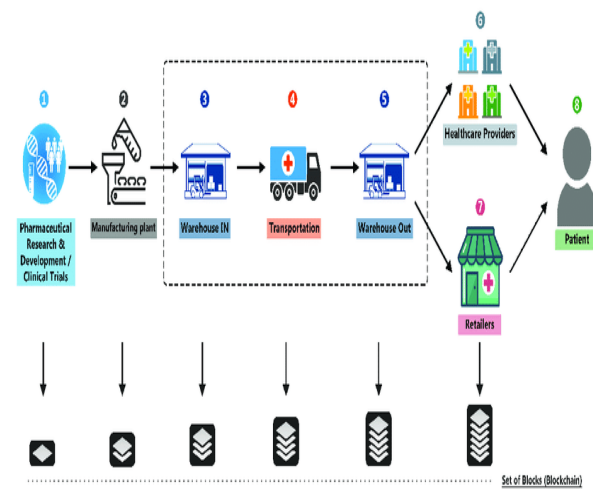 1
2
3
4
5
6
7
8
Pharmaceutical
Research &
Development /
Clinical Trials
Manufacturing plant
Warehouse IN
Transportation
Warehouse Out
Healthcare Providers
Retailers
Patient
Set of Blocks (Blockchain)